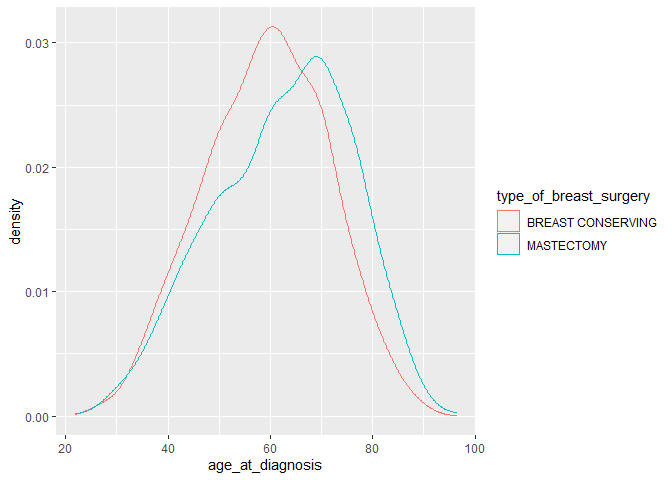 0.03
0.02
0.01
0.00
density
20 40 60 80 100
age_at_diagnosis
type_of_breast_surgery
BREAST CONSERVING
MASTECTOMY